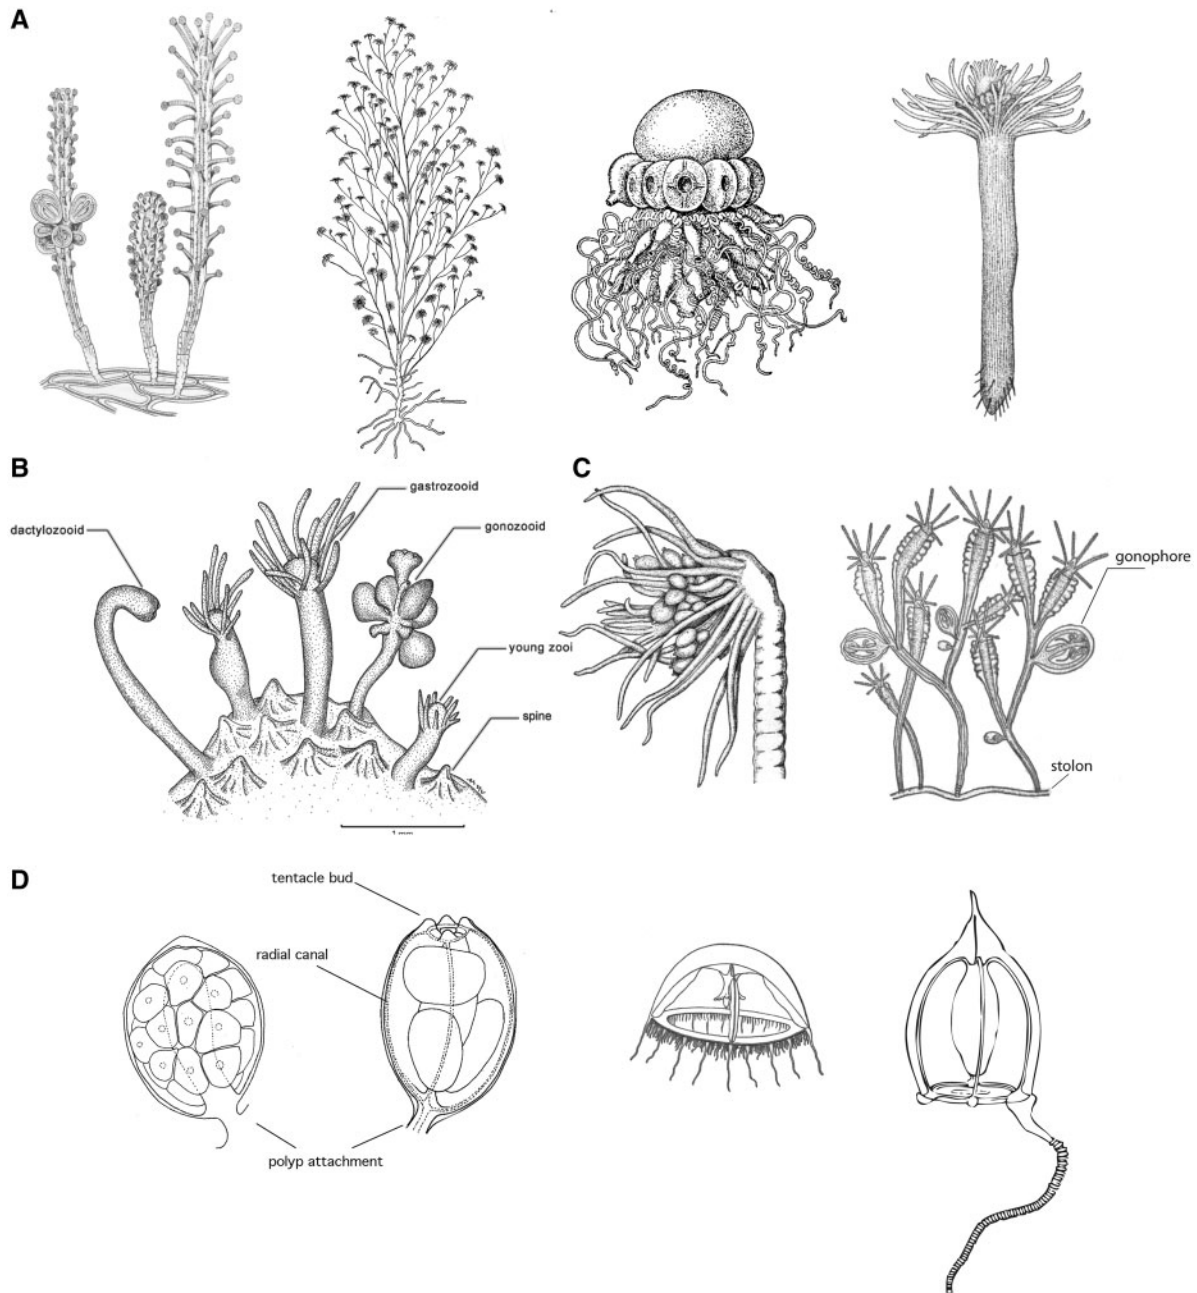 A
B
C
gastrozooid
dactylozooid
gonozooid
gonophore
young zooi
spine
stolon
D
tentacle bud
radial canal
polyp attachment